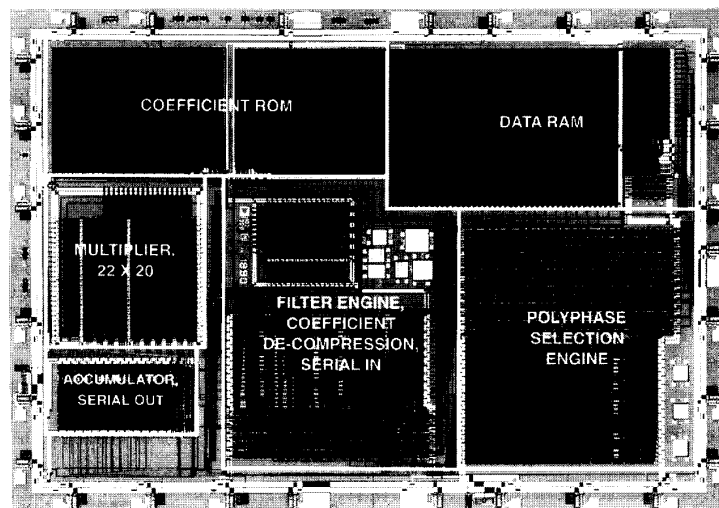 COEFFICIENT ROM
DATA RAM
MULTIPLIER,
22 X 20
FILTER ENGINE,
COEFFICIENT
DE-COMPRESSION,
SERIAL IN
POLYPHASE
SELECTION
ENGINE
ACCUMULATOR,
SERIAL OUT